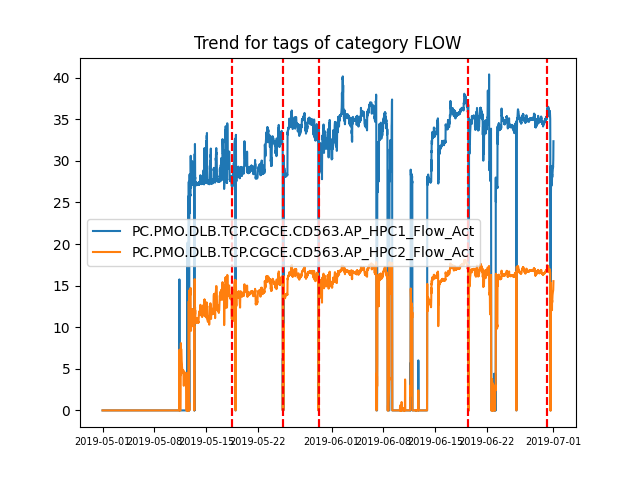 Trend for tags of category FLOW
40
35
30
25
20
15
10
5
0
PC.PMO.DLB.TCP.CGCE.CD563.AP_HPC1_Flow_Act
PC.PMO.DLB.TCP.CGCE.CD563.AP_HPC2_Flow_Act
2019-05-01 2019-05-08 2019-05-15 2019-05-22 2019-06-01 2019-06-08 2019-06-15 2019-06-22 2019-07-01